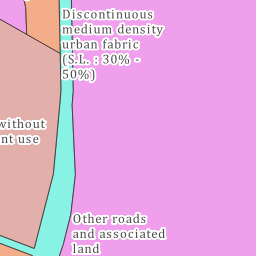 Discontinuous
medium density
urban fabric
(S.L. : 30% -
50%)
without
nt use
Other roads
and associated
land